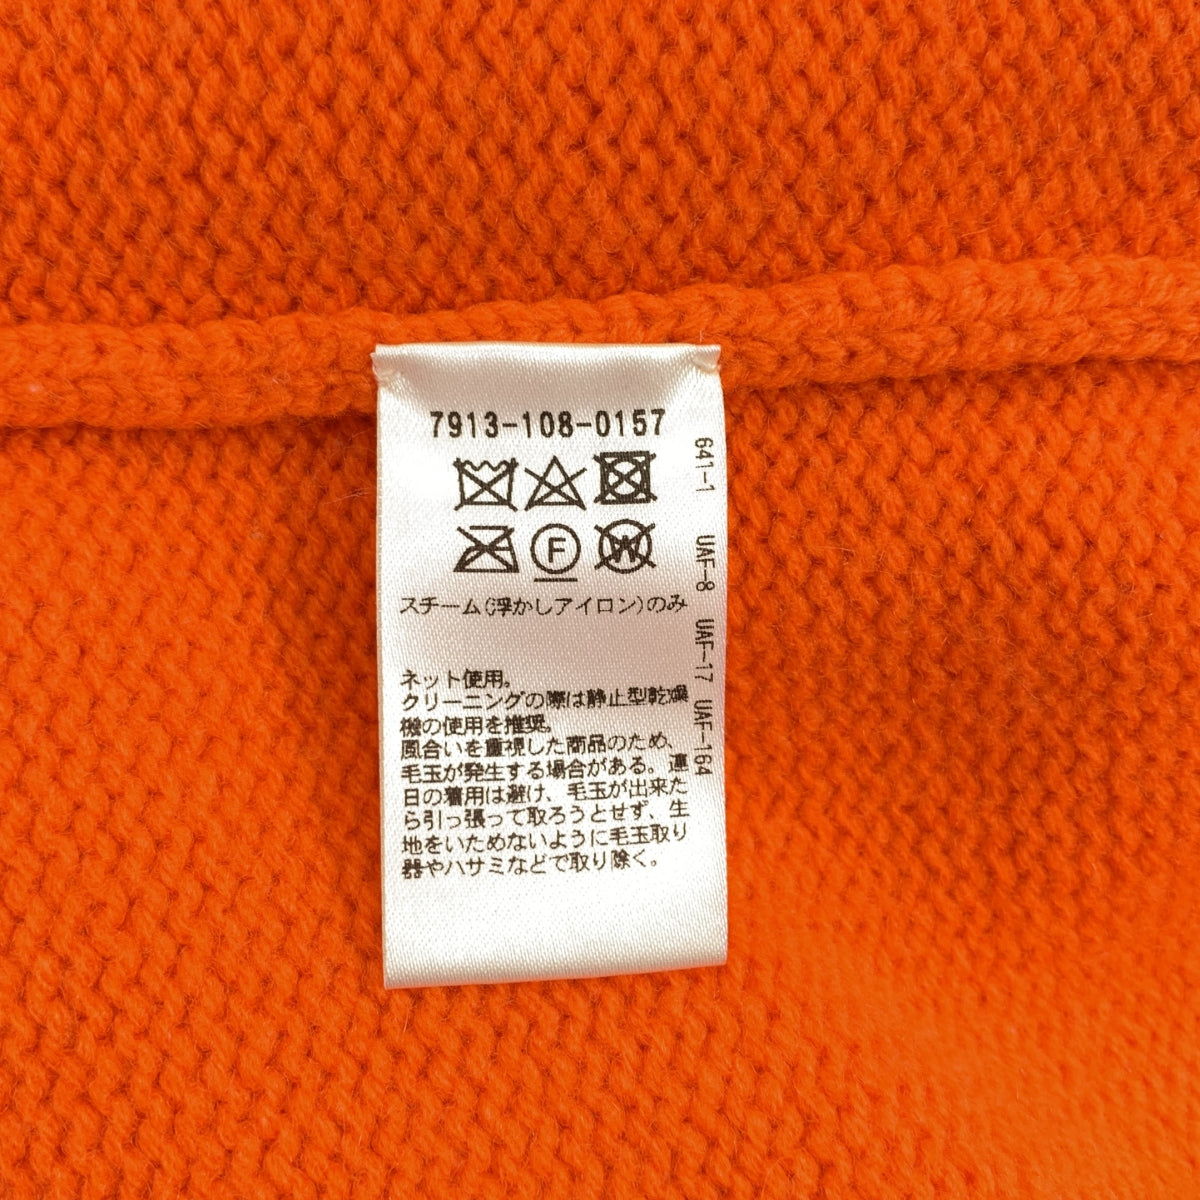 7913-108-0157
F
W
スチーム(浮かしアイロン)のみ
ネット使用。
クリーニングの際は静止型乾燥
機の使用を推奨。
風合いを重視した商品のため、
毛玉が発生する場合がある。連
日の着用は避け、毛玉が出来た
ら引っ張って取ろうとせず、生
地をいためないように毛玉取り
器やハサミなどで取り除く。
641-1 UAF-8 UAF-17 UAF-164